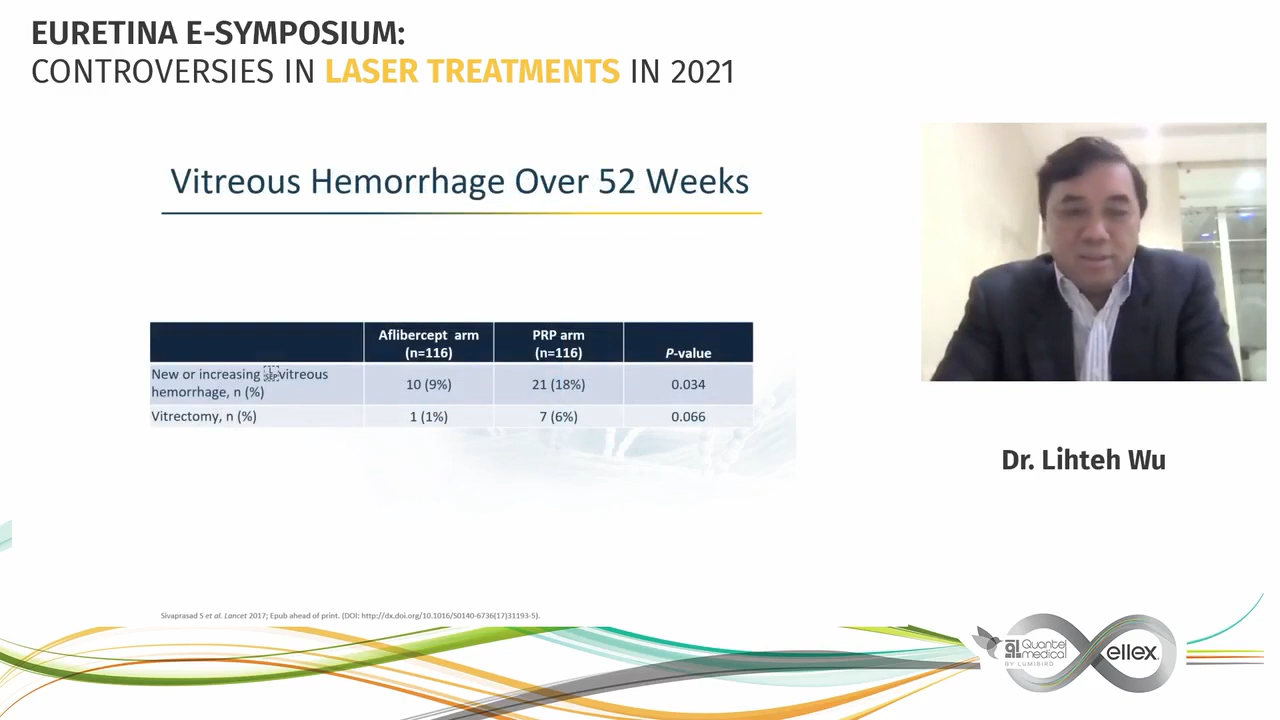 EURETINA E-SYMPOSIUM:
CONTROVERSIES IN LASER TREATMENTS IN 2021
Vitreous Hemorrhage Over 52 Weeks
Aflibercept arm
(n=116)
PRP arm
(n=116)
P-value
New or increasing SEP vitreous
hemorrhage, n (%)
10 (9%)
21 (18%)
0.034
Vitrectomy, n (%)
1 (1%)
7 (6%)
0.066
Dr. Lihteh Wu
Sivaprasad S et al. Lancet 2017; Epub ahead of print. (DOI: http://dx.doi.org/10.1016/S0140-6736(17)31193-5).
Quantel
medical
BY LUMIBIRD
ellex